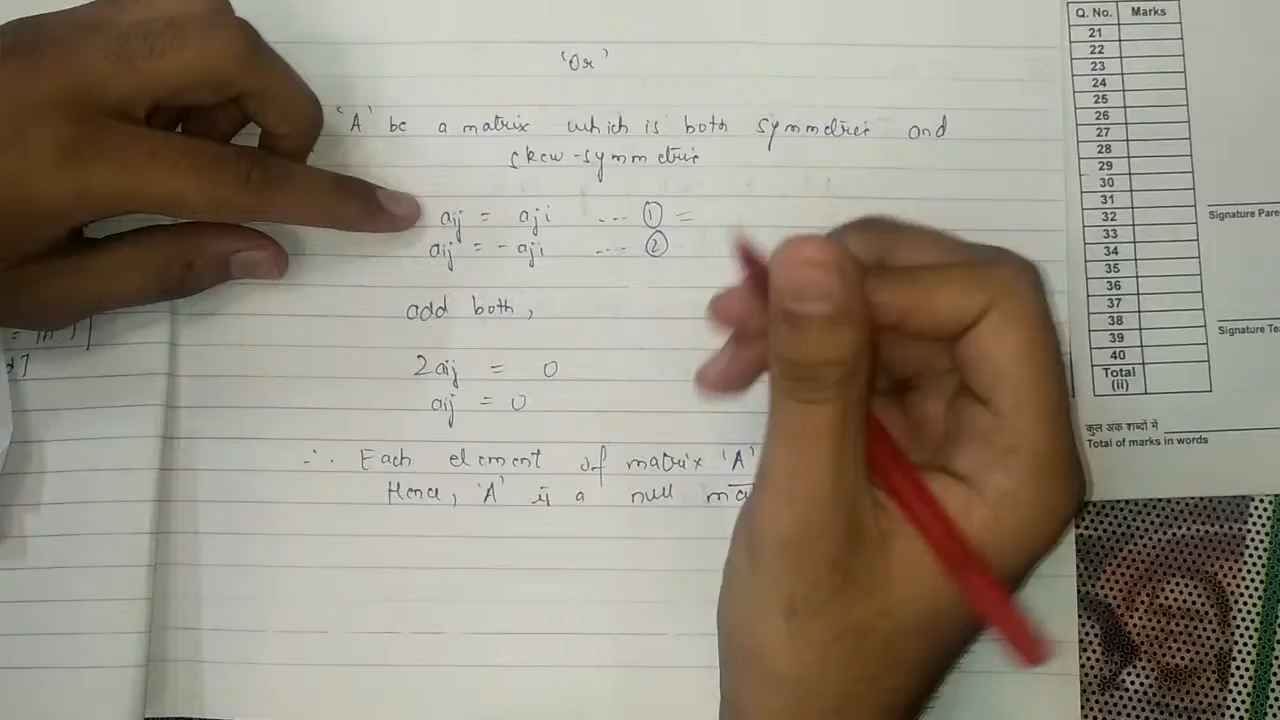 'Or'
'A' be a matrix which is both symmetric and
skew-symmetric
aij = aji ... ① =
aij = - aji ... ②
add both,
2aij = 0
aij = 0
∴ Each element of matrix 'A'
Hence, 'A' is a null
Q. No. Marks
21
22
23
24
25
26
27
28
29
30
31
32
33
34
35
36
37
38
39
40
Total
(ii)
Signature Pare
Signature Te
कुल अंक शब्दों में
Total of marks in words